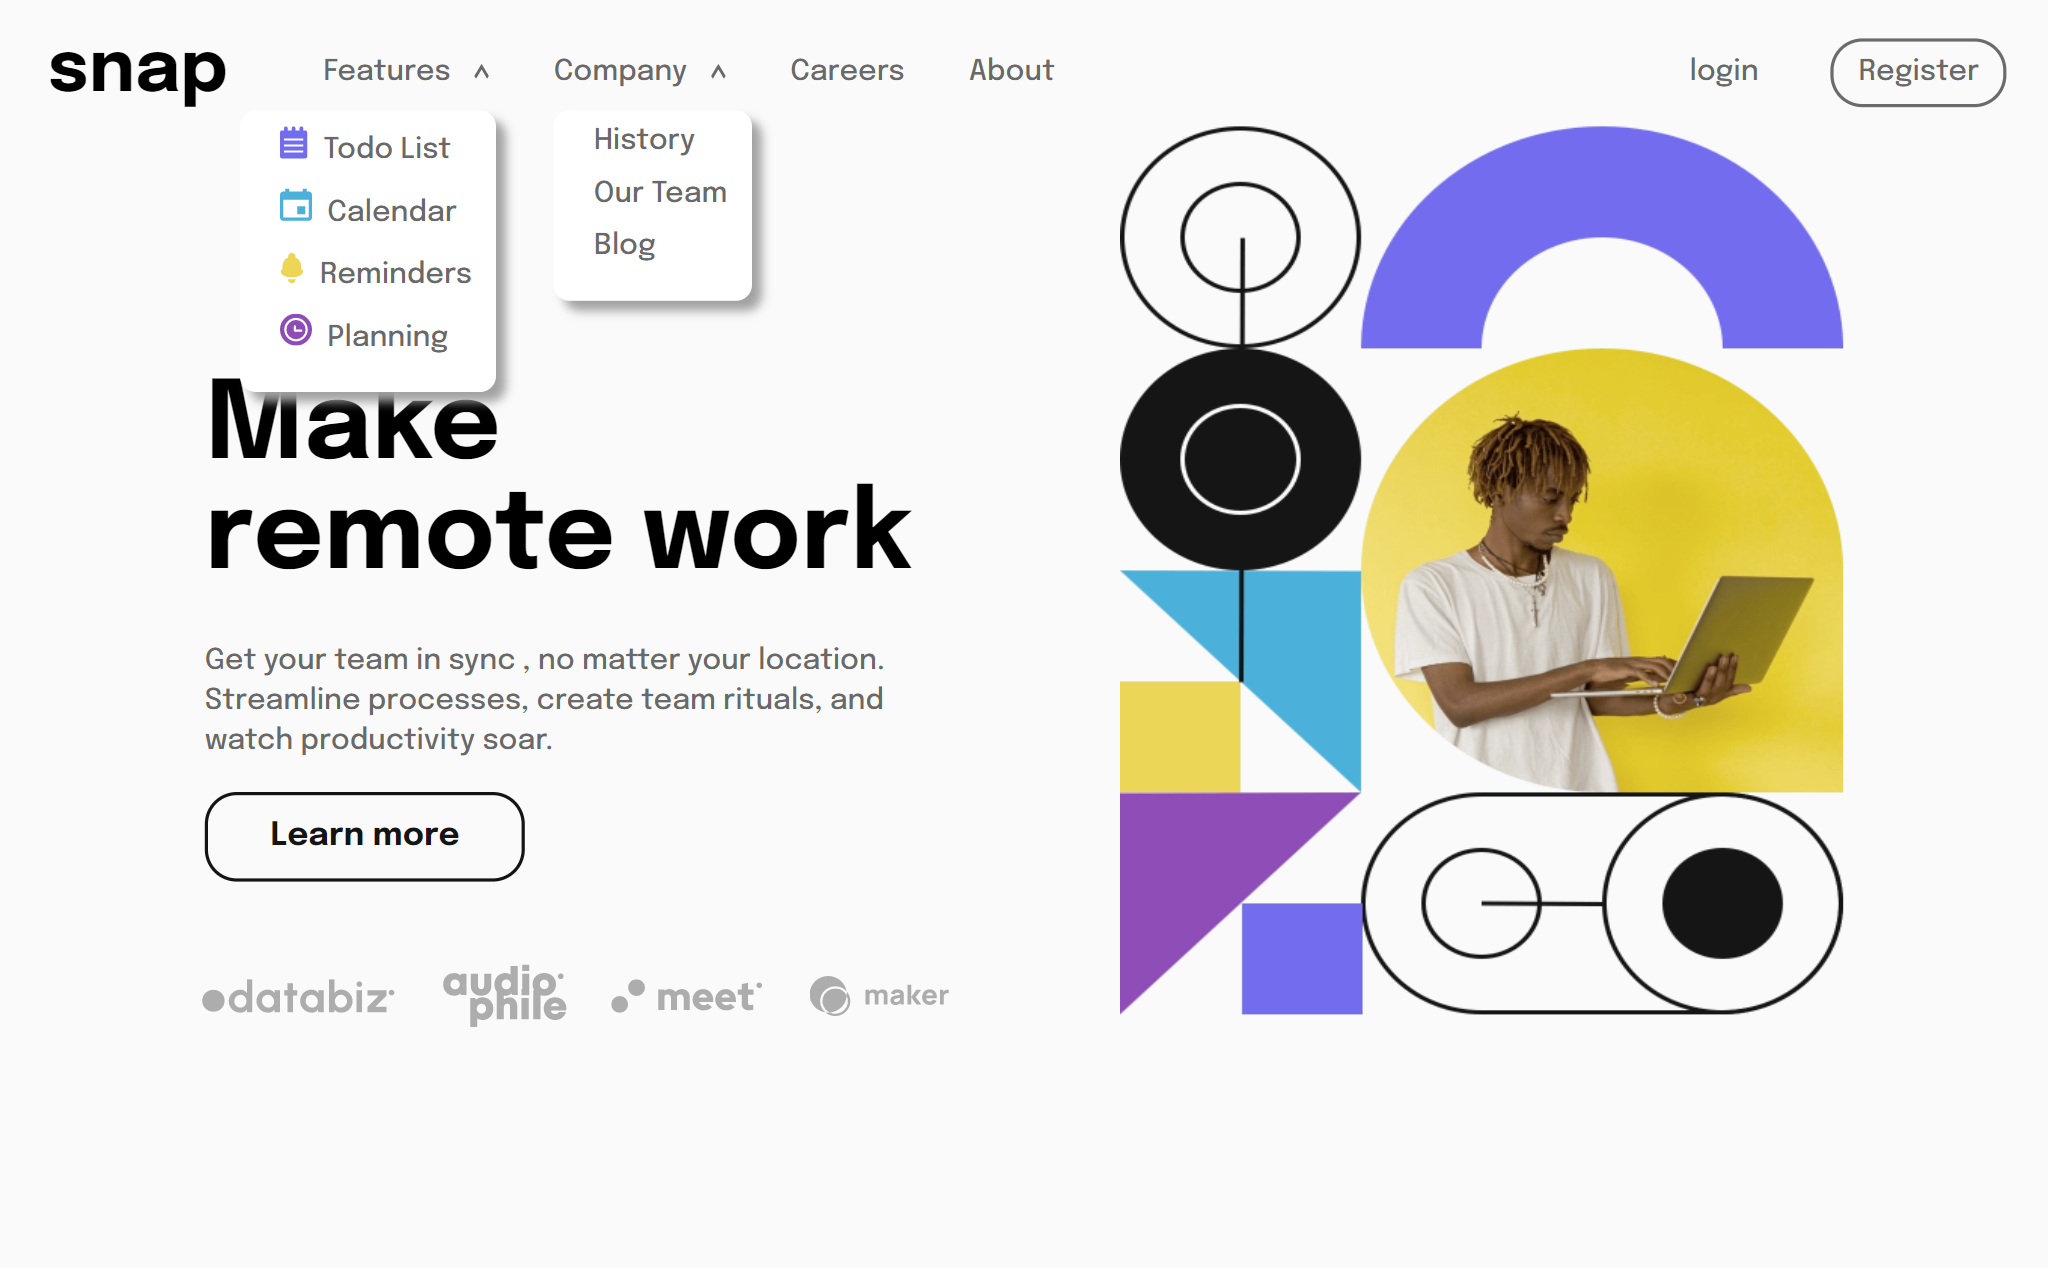 snap
Features
Company
Careers
About
login
Register
Todo List
Calendar
Reminders
Planning
History
Our Team
Blog
Make
remote work
Get your team in sync , no matter your location.
Streamline processes, create team rituals, and
watch productivity soar.
Learn more
databiz
audio
phile
meet
maker